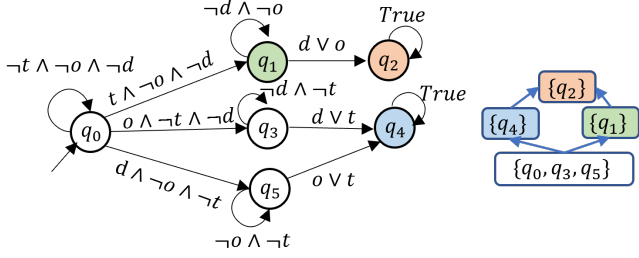 ¬d ∧ ¬o
True
d ∨ o
q₁
q₂
¬t ∧ ¬o ∧ ¬d
t ∧ ¬o ∧ ¬d
¬d ∧ ¬t
True
{q₂}
q₀
o ∧ ¬t ∧ ¬d
q₃
d ∨ t
q₄
{q₄}
{q₁}
d ∧ ¬o ∧ ¬t
q₅
o ∨ t
{q₀, q₃, q₅}
¬o ∧ ¬t